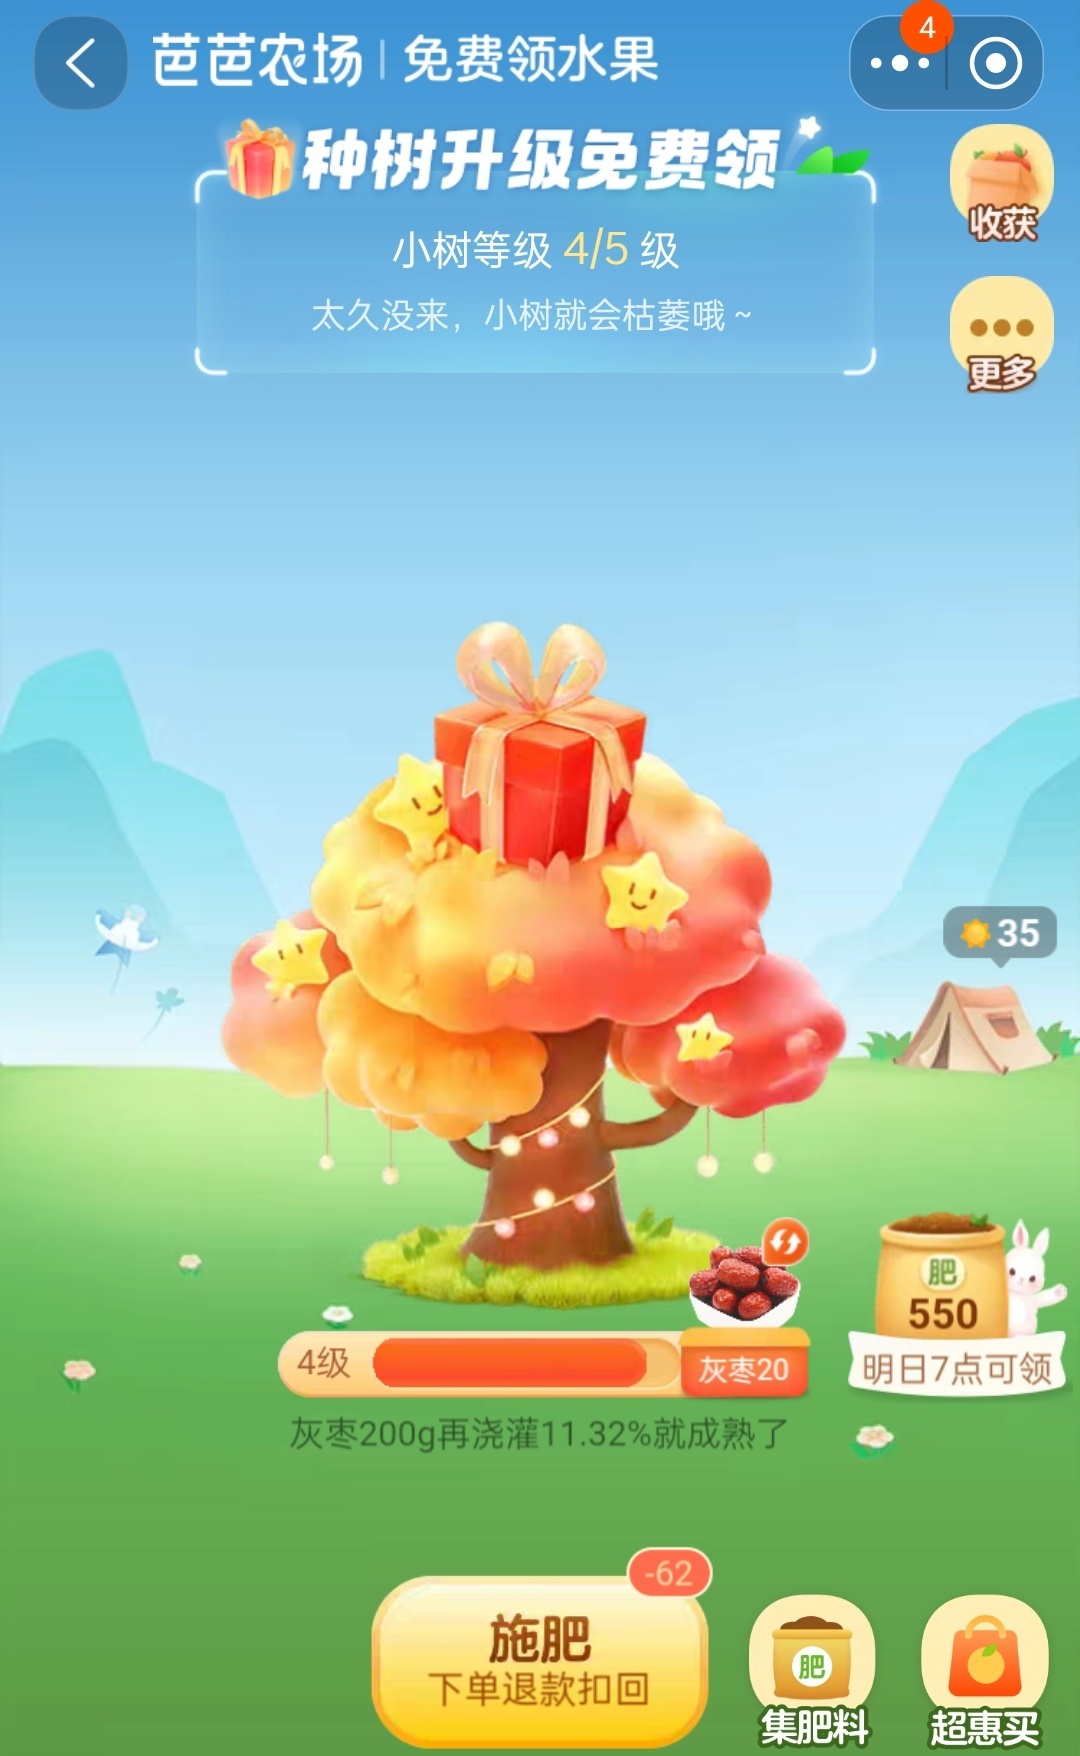 芭芭农场 | 免费领水果
4
种树升级免费领
小树等级 4/5 级
太久没来，小树就会枯萎哦~
收获
更多
35
肥
550
明日7点可领
4级
灰枣20
灰枣200g再浇灌11.32%就成熟了
-62
施肥
下单退款扣回
肥
集肥料
超惠买